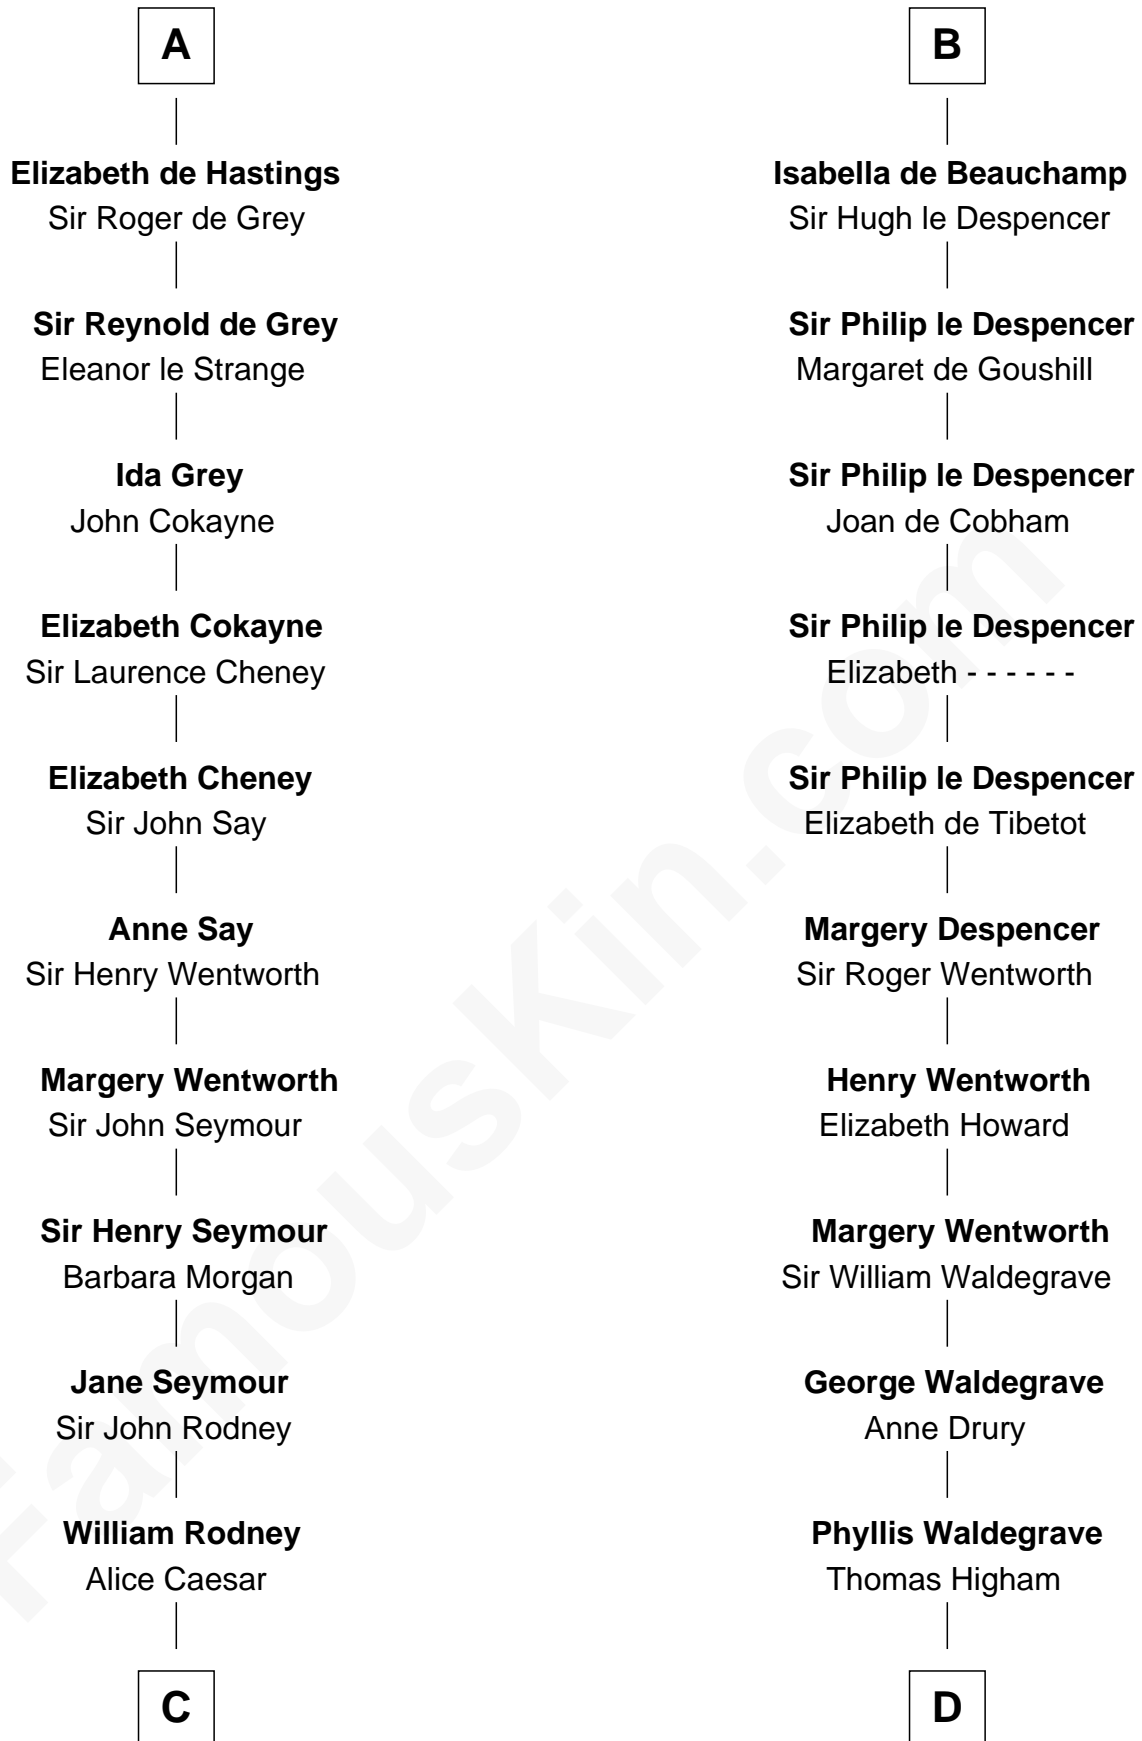 A
Elizabeth de Hastings
Sir Roger de Grey
Sir Reynold de Grey
Eleanor le Strange
Ida Grey
John Cokayne
Elizabeth Cokayne
Sir Laurence Cheney
Elizabeth Cheney
Sir John Say
Anne Say
Sir Henry Wentworth
Margery Wentworth
Sir John Seymour
Sir Henry Seymour
Barbara Morgan
Jane Seymour
Sir John Rodney
William Rodney
Alice Caesar
C
B
Isabella de Beauchamp
Sir Hugh le Despencer
Sir Philip le Despencer
Margaret de Goushill
Sir Philip le Despencer
Joan de Cobham
Sir Philip le Despencer
Elizabeth - - - - - -
Sir Philip le Despencer
Elizabeth de Tibetot
Margery Despencer
Sir Roger Wentworth
Henry Wentworth
Elizabeth Howard
Margery Wentworth
Sir William Waldegrave
George Waldegrave
Anne Drury
Phyllis Waldegrave
Thomas Higham
D
FamousKin.com